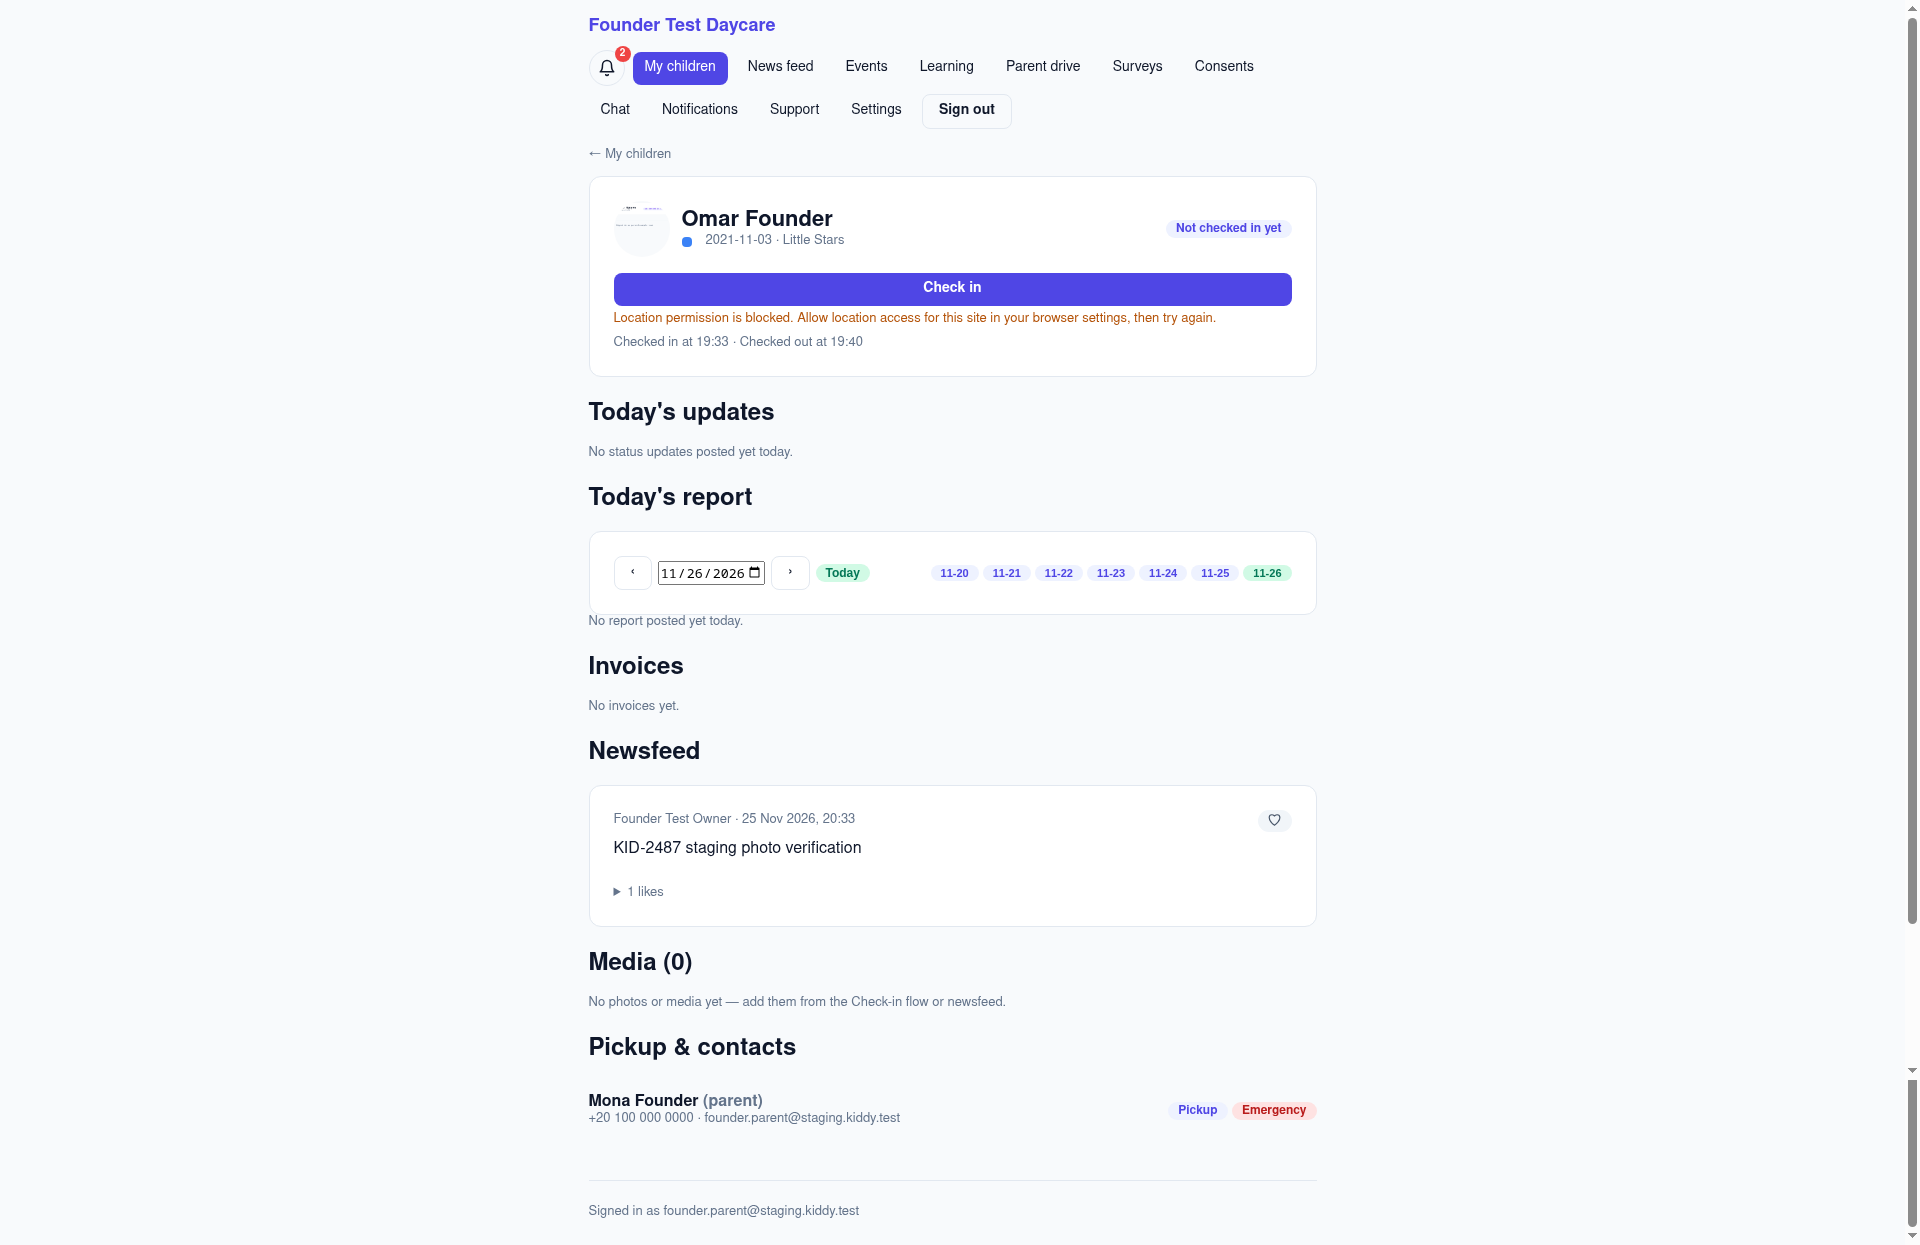 Founder Test Daycare
2
My children
News feed
Events
Learning
Parent drive
Surveys
Consents
Chat
Notifications
Support
Settings
Sign out
← My children
Omar Founder
2021-11-03 · Little Stars
Not checked in yet
Check in
Location permission is blocked. Allow location access for this site in your browser settings, then try again.
Checked in at 19:33 · Checked out at 19:40
Today's updates
No status updates posted yet today.
Today's report
‹
11/26/2026
›
Today
11-20
11-21
11-22
11-23
11-24
11-25
11-26
No report posted yet today.
Invoices
No invoices yet.
Newsfeed
Founder Test Owner · 25 Nov 2026, 20:33
KID-2487 staging photo verification
▶ 1 likes
Media (0)
No photos or media yet — add them from the Check-in flow or newsfeed.
Pickup & contacts
Mona Founder (parent)
+20 100 000 0000 · founder.parent@staging.kiddy.test
Pickup
Emergency
Signed in as founder.parent@staging.kiddy.test